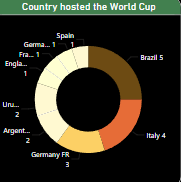 Country hosted the World Cup
Spain
1
Germa... 1
Fra... 1
Engla...
1
Uru...
2
Argent...
2
Germany FR
3
Brazil 5
Italy 4